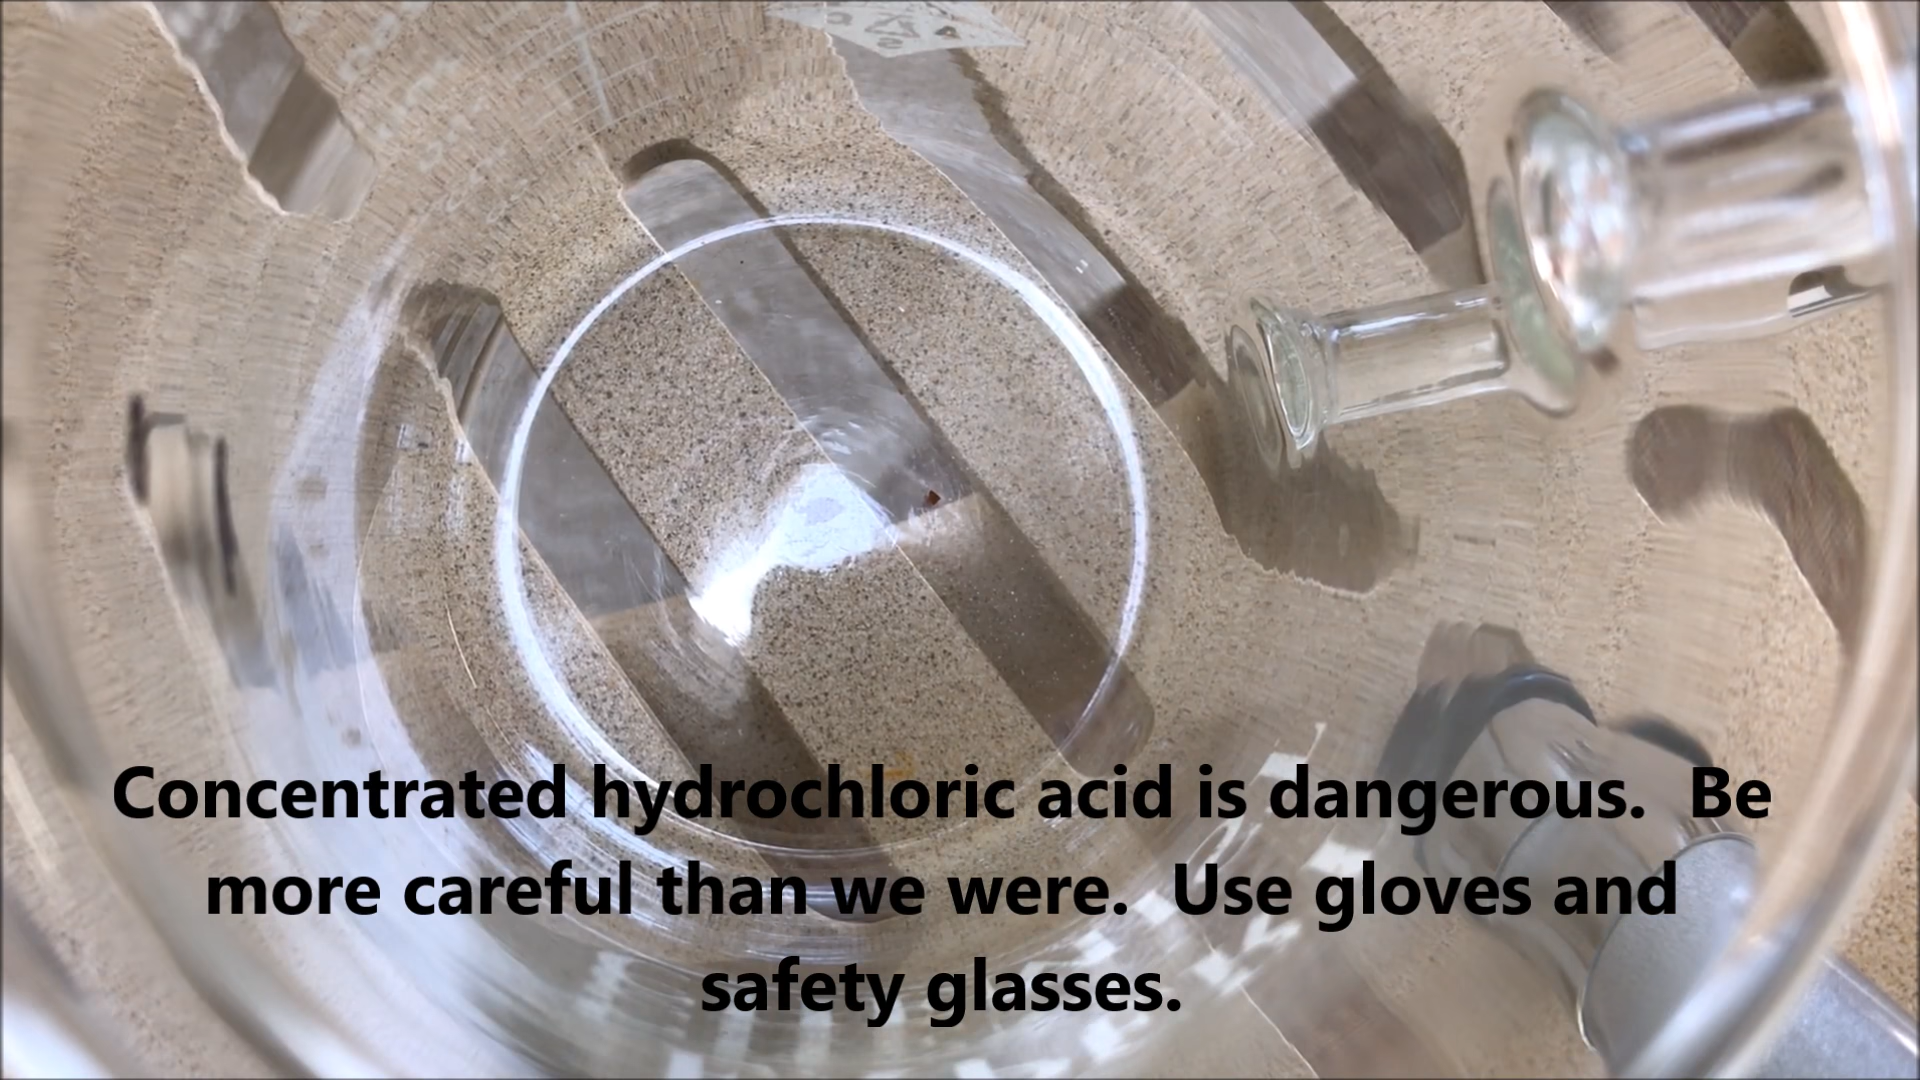 Concentrated hydrochloric acid is dangerous.  Be
more careful than we were.  Use gloves and
safety glasses.